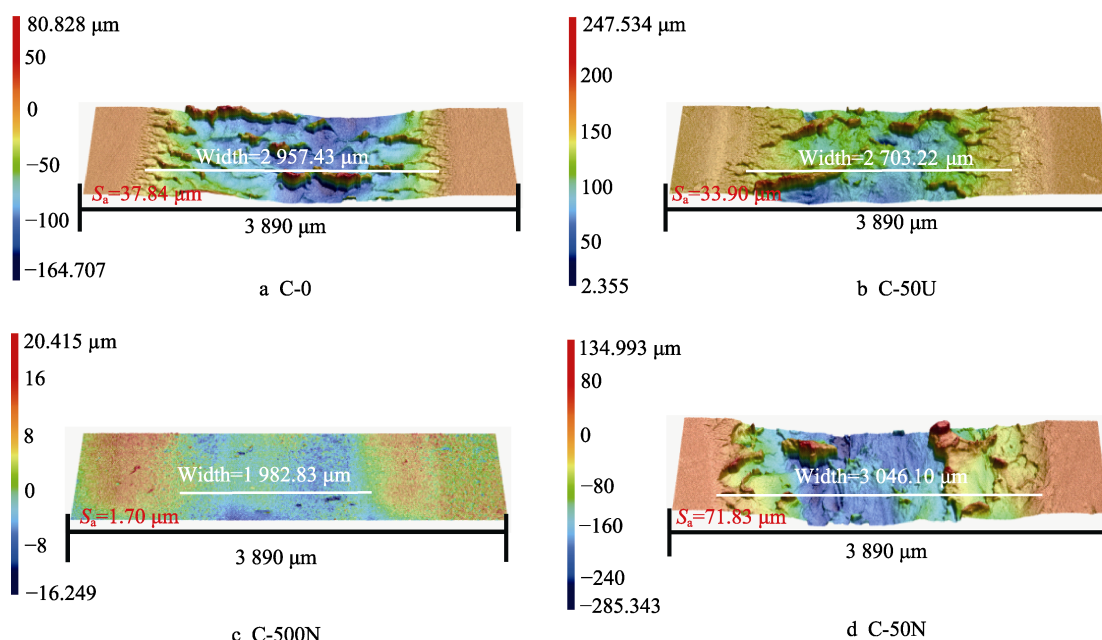 80.828 μm
50
0
−50
−100
−164.707
Width=2 957.43 μm
Sa=37.84 μm
3 890 μm
a C-0
247.534 μm
200
150
100
50
2.355
Width=2 703.22 μm
Sa=33.90 μm
3 890 μm
b C-50U
20.415 μm
16
8
0
−8
−16.249
Width=1 982.83 μm
Sa=1.70 μm
3 890 μm
c C-500N
134.993 μm
80
0
−80
−160
−240
−285.343
Width=3 046.10 μm
Sa=71.83 μm
3 890 μm
d C-50N